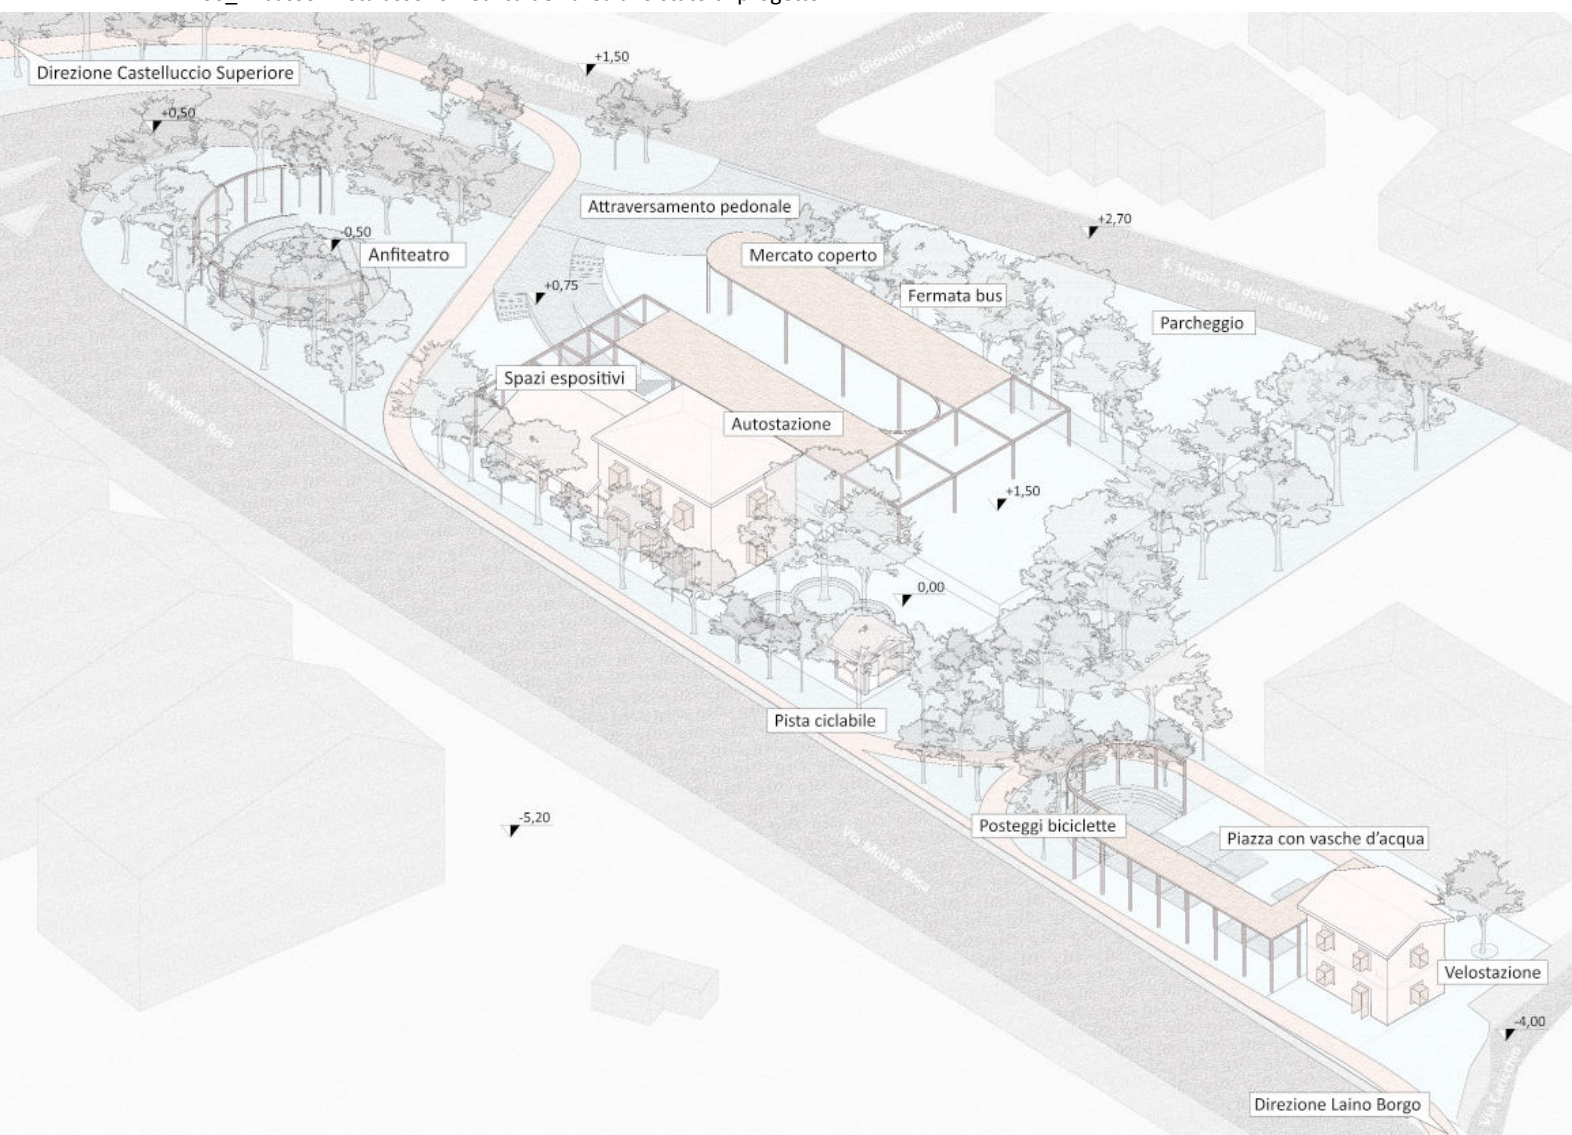 Direzione Castelluccio Superiore
S. Statale 19 delle Calabrie
+1,50
Vico Giovanni Salerno
+0,50
Attraversamento pedonale
+2,70
-0,50
Anfiteatro
Mercato coperto
S. Statale 19 delle Calabrie
+0,75
Fermata bus
Parcheggio
Spazi espositivi
Via Monte Rosa
Autostazione
+1,50
0,00
Pista ciclabile
-5,20
Posteggi biciclette
Piazza con vasche d'acqua
Via Monte Rosa
Velostazione
-4,00
Direzione Laino Borgo